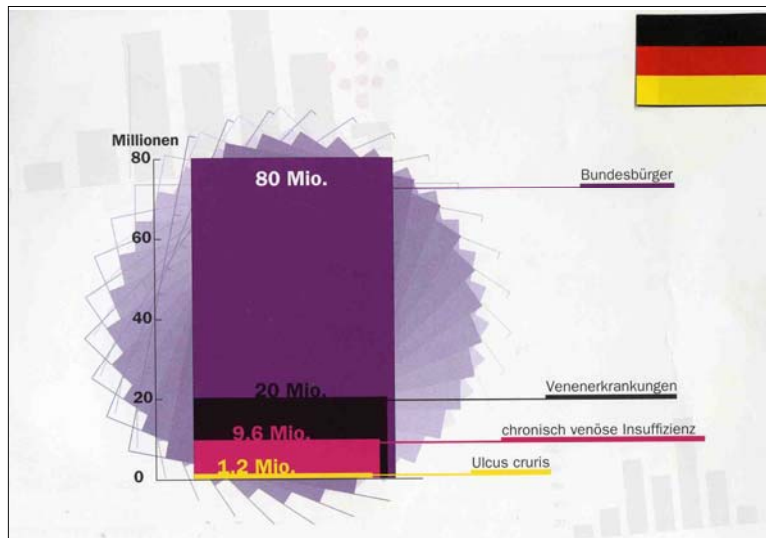 Millionen
80
80 Mio.
Bundesbürger
60
40
20
20 Mio.
Venenerkrankungen
9.6 Mio.
chronisch venöse Insuffizienz
1.2 Mio.
Ulcus cruris
0